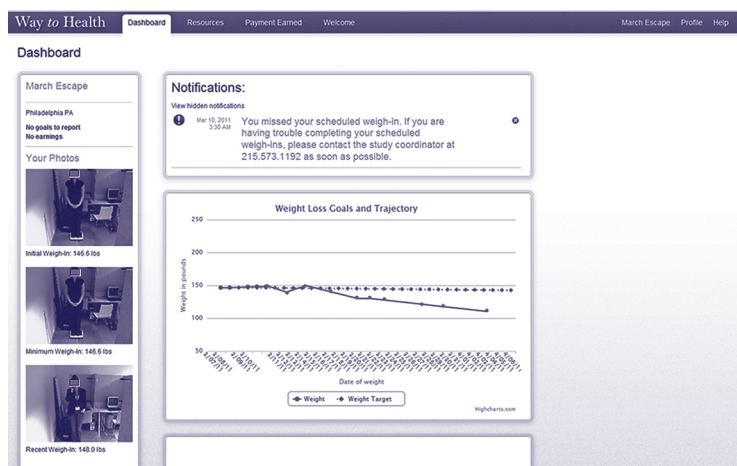 Way to Health
Dashboard
Resources
Payment Earned
Welcome
March Escape
Profile
Help
Dashboard
March Escape
Philadelphia PA
No goals to report
No earnings
Your Photos
Initial Weigh-In: 146.6 lbs
Minimum Weigh-In: 146.6 lbs
Recent Weigh-In: 148.0 lbs
Notifications:
View hidden notifications
Mar 10, 2011
3:30 AM
You missed your scheduled weigh-in. If you are
having trouble completing your scheduled
weigh-ins, please contact the study coordinator at
215.573.1192 as soon as possible.
Weight Loss Goals and Trajectory
Weight in pounds
250
200
150
100
50
Date of weight
Weight
Weight Target
Highcharts.com